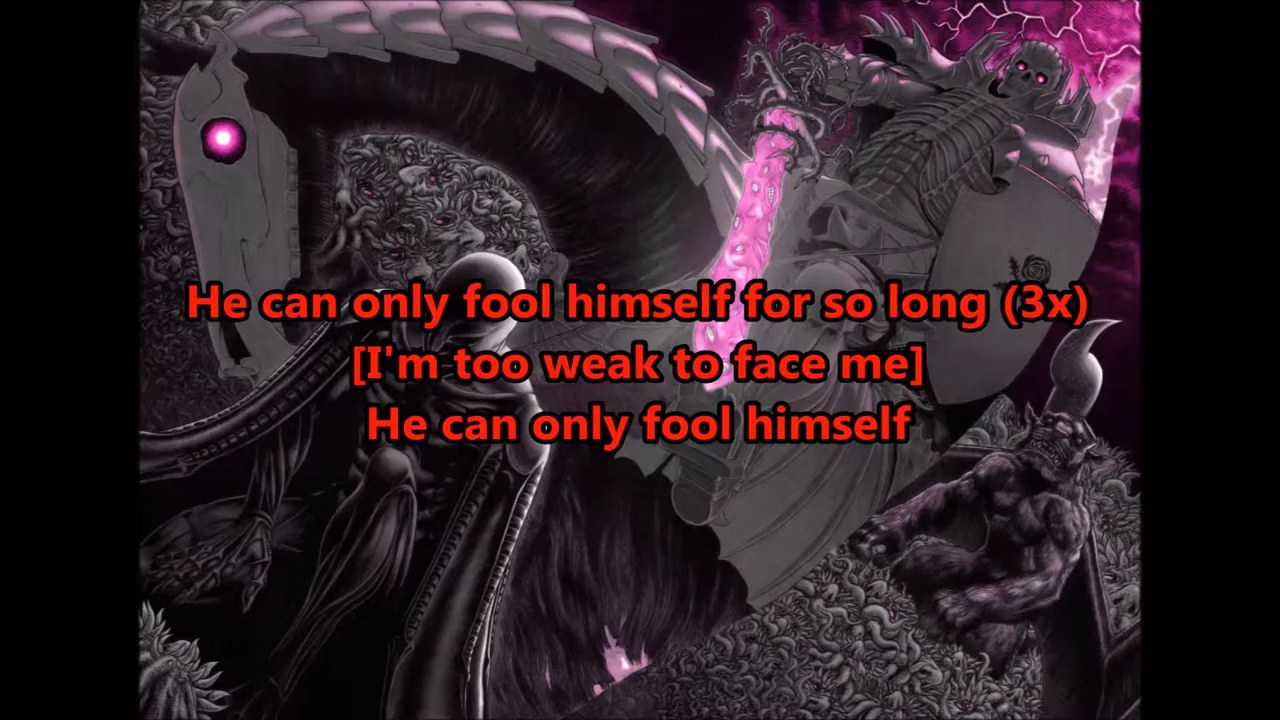 He can only fool himself for so long (3x)
[I'm too weak to face me]
He can only fool himself